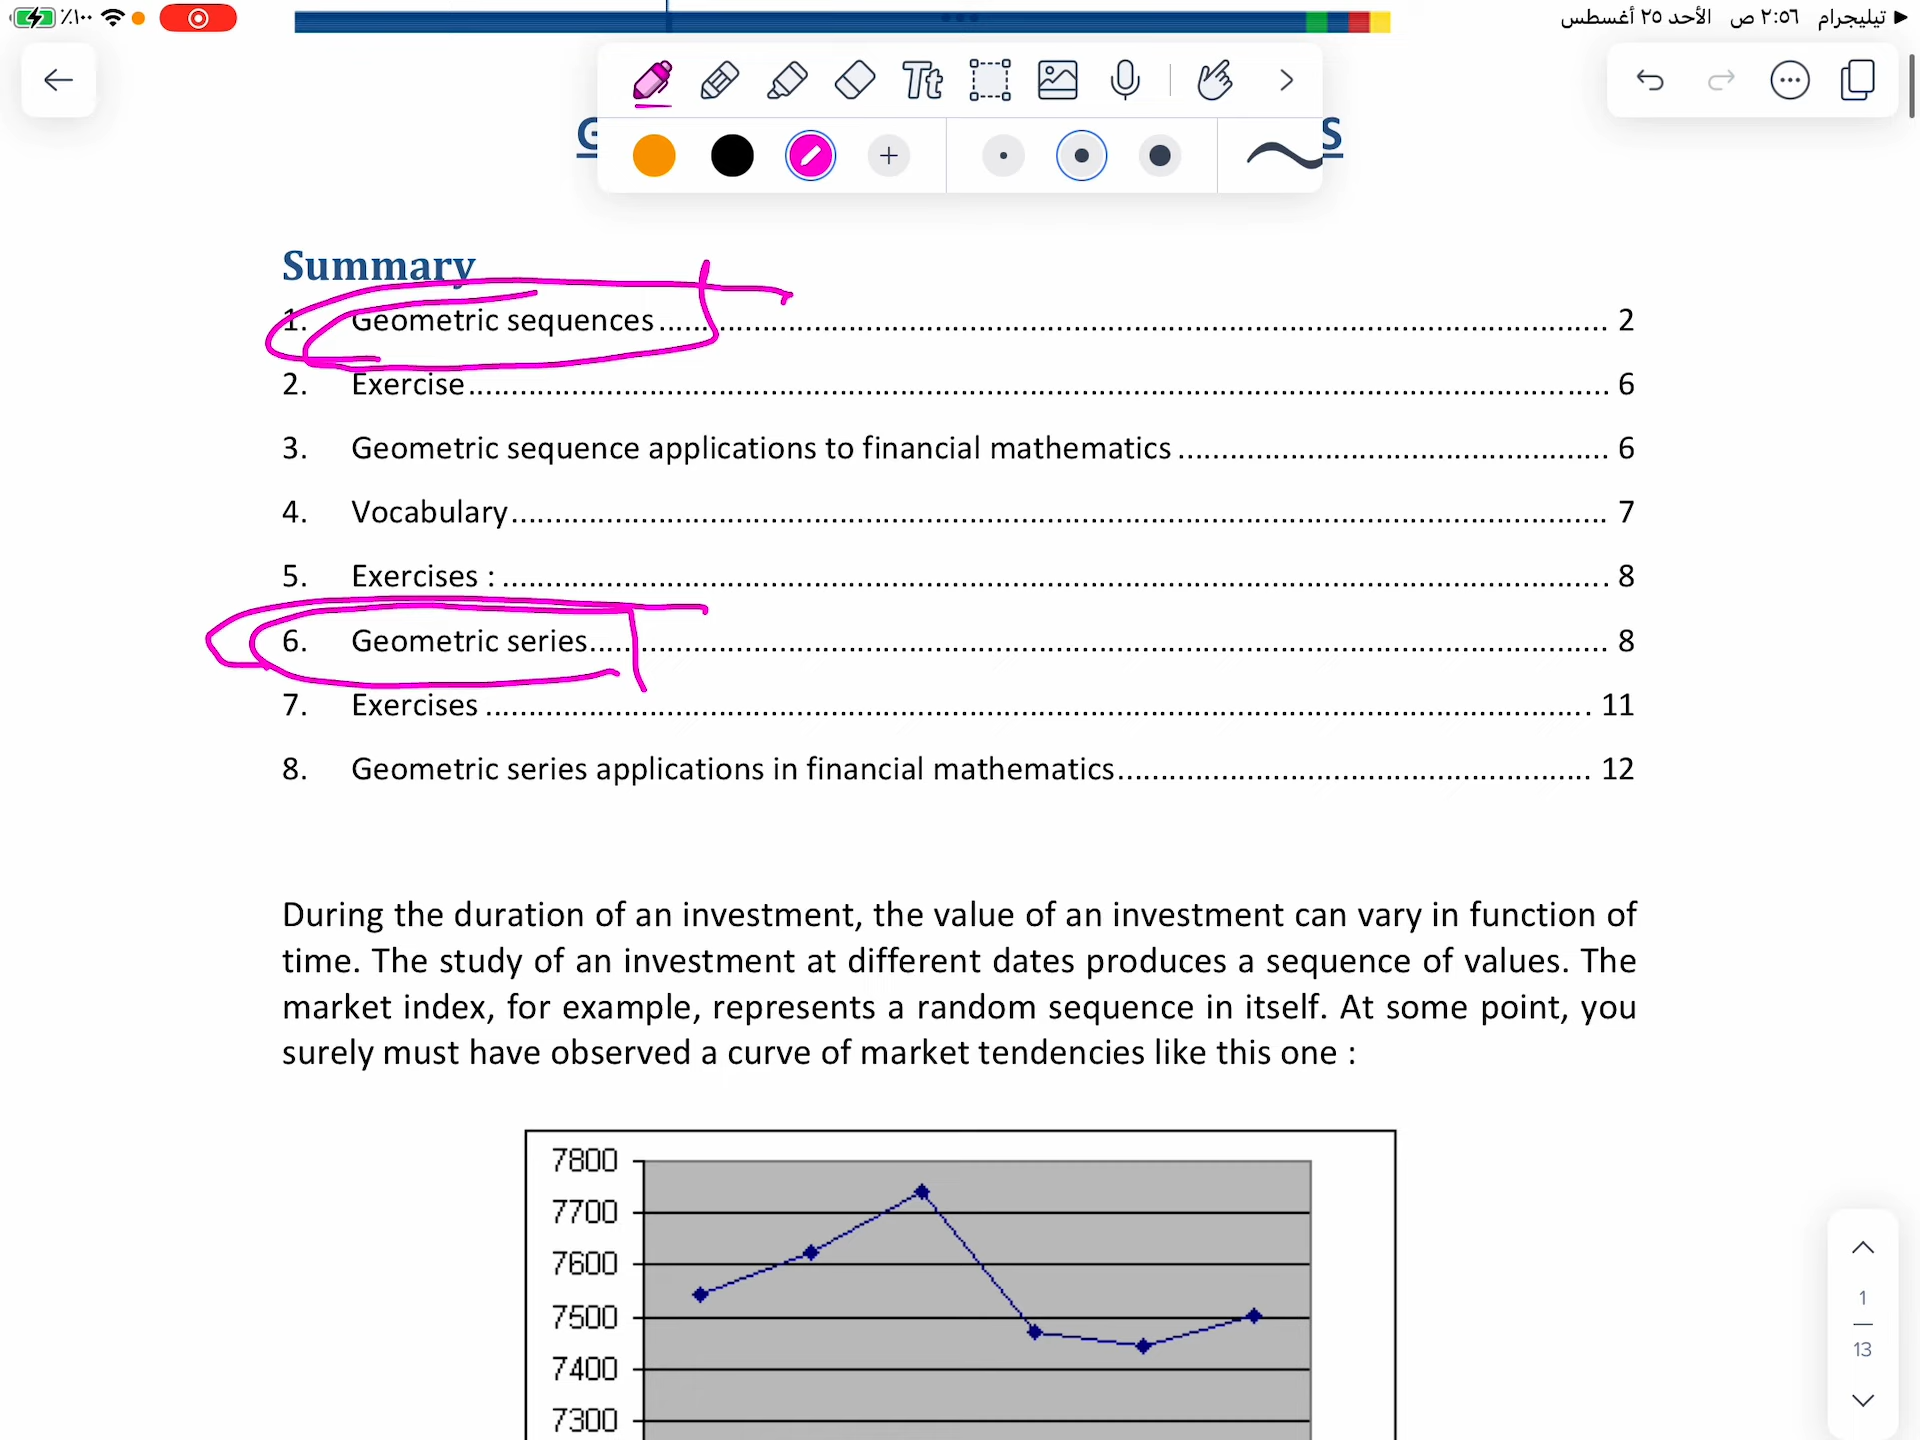 ٪١٠٠
▶ تيليجرام ٢:٥٦ ص الأحد ٢٥ أغسطس
Tt
G S
Summary
1. Geometric sequences 2
2. Exercise 6
3. Geometric sequence applications to financial mathematics 6
4. Vocabulary 7
5. Exercises : 8
6. Geometric series 8
7. Exercises 11
8. Geometric series applications in financial mathematics 12
During the duration of an investment, the value of an investment can vary in function of
time. The study of an investment at different dates produces a sequence of values. The
market index, for example, represents a random sequence in itself. At some point, you
surely must have observed a curve of market tendencies like this one :
7800
7700
7600
7500
7400
7300
1
13